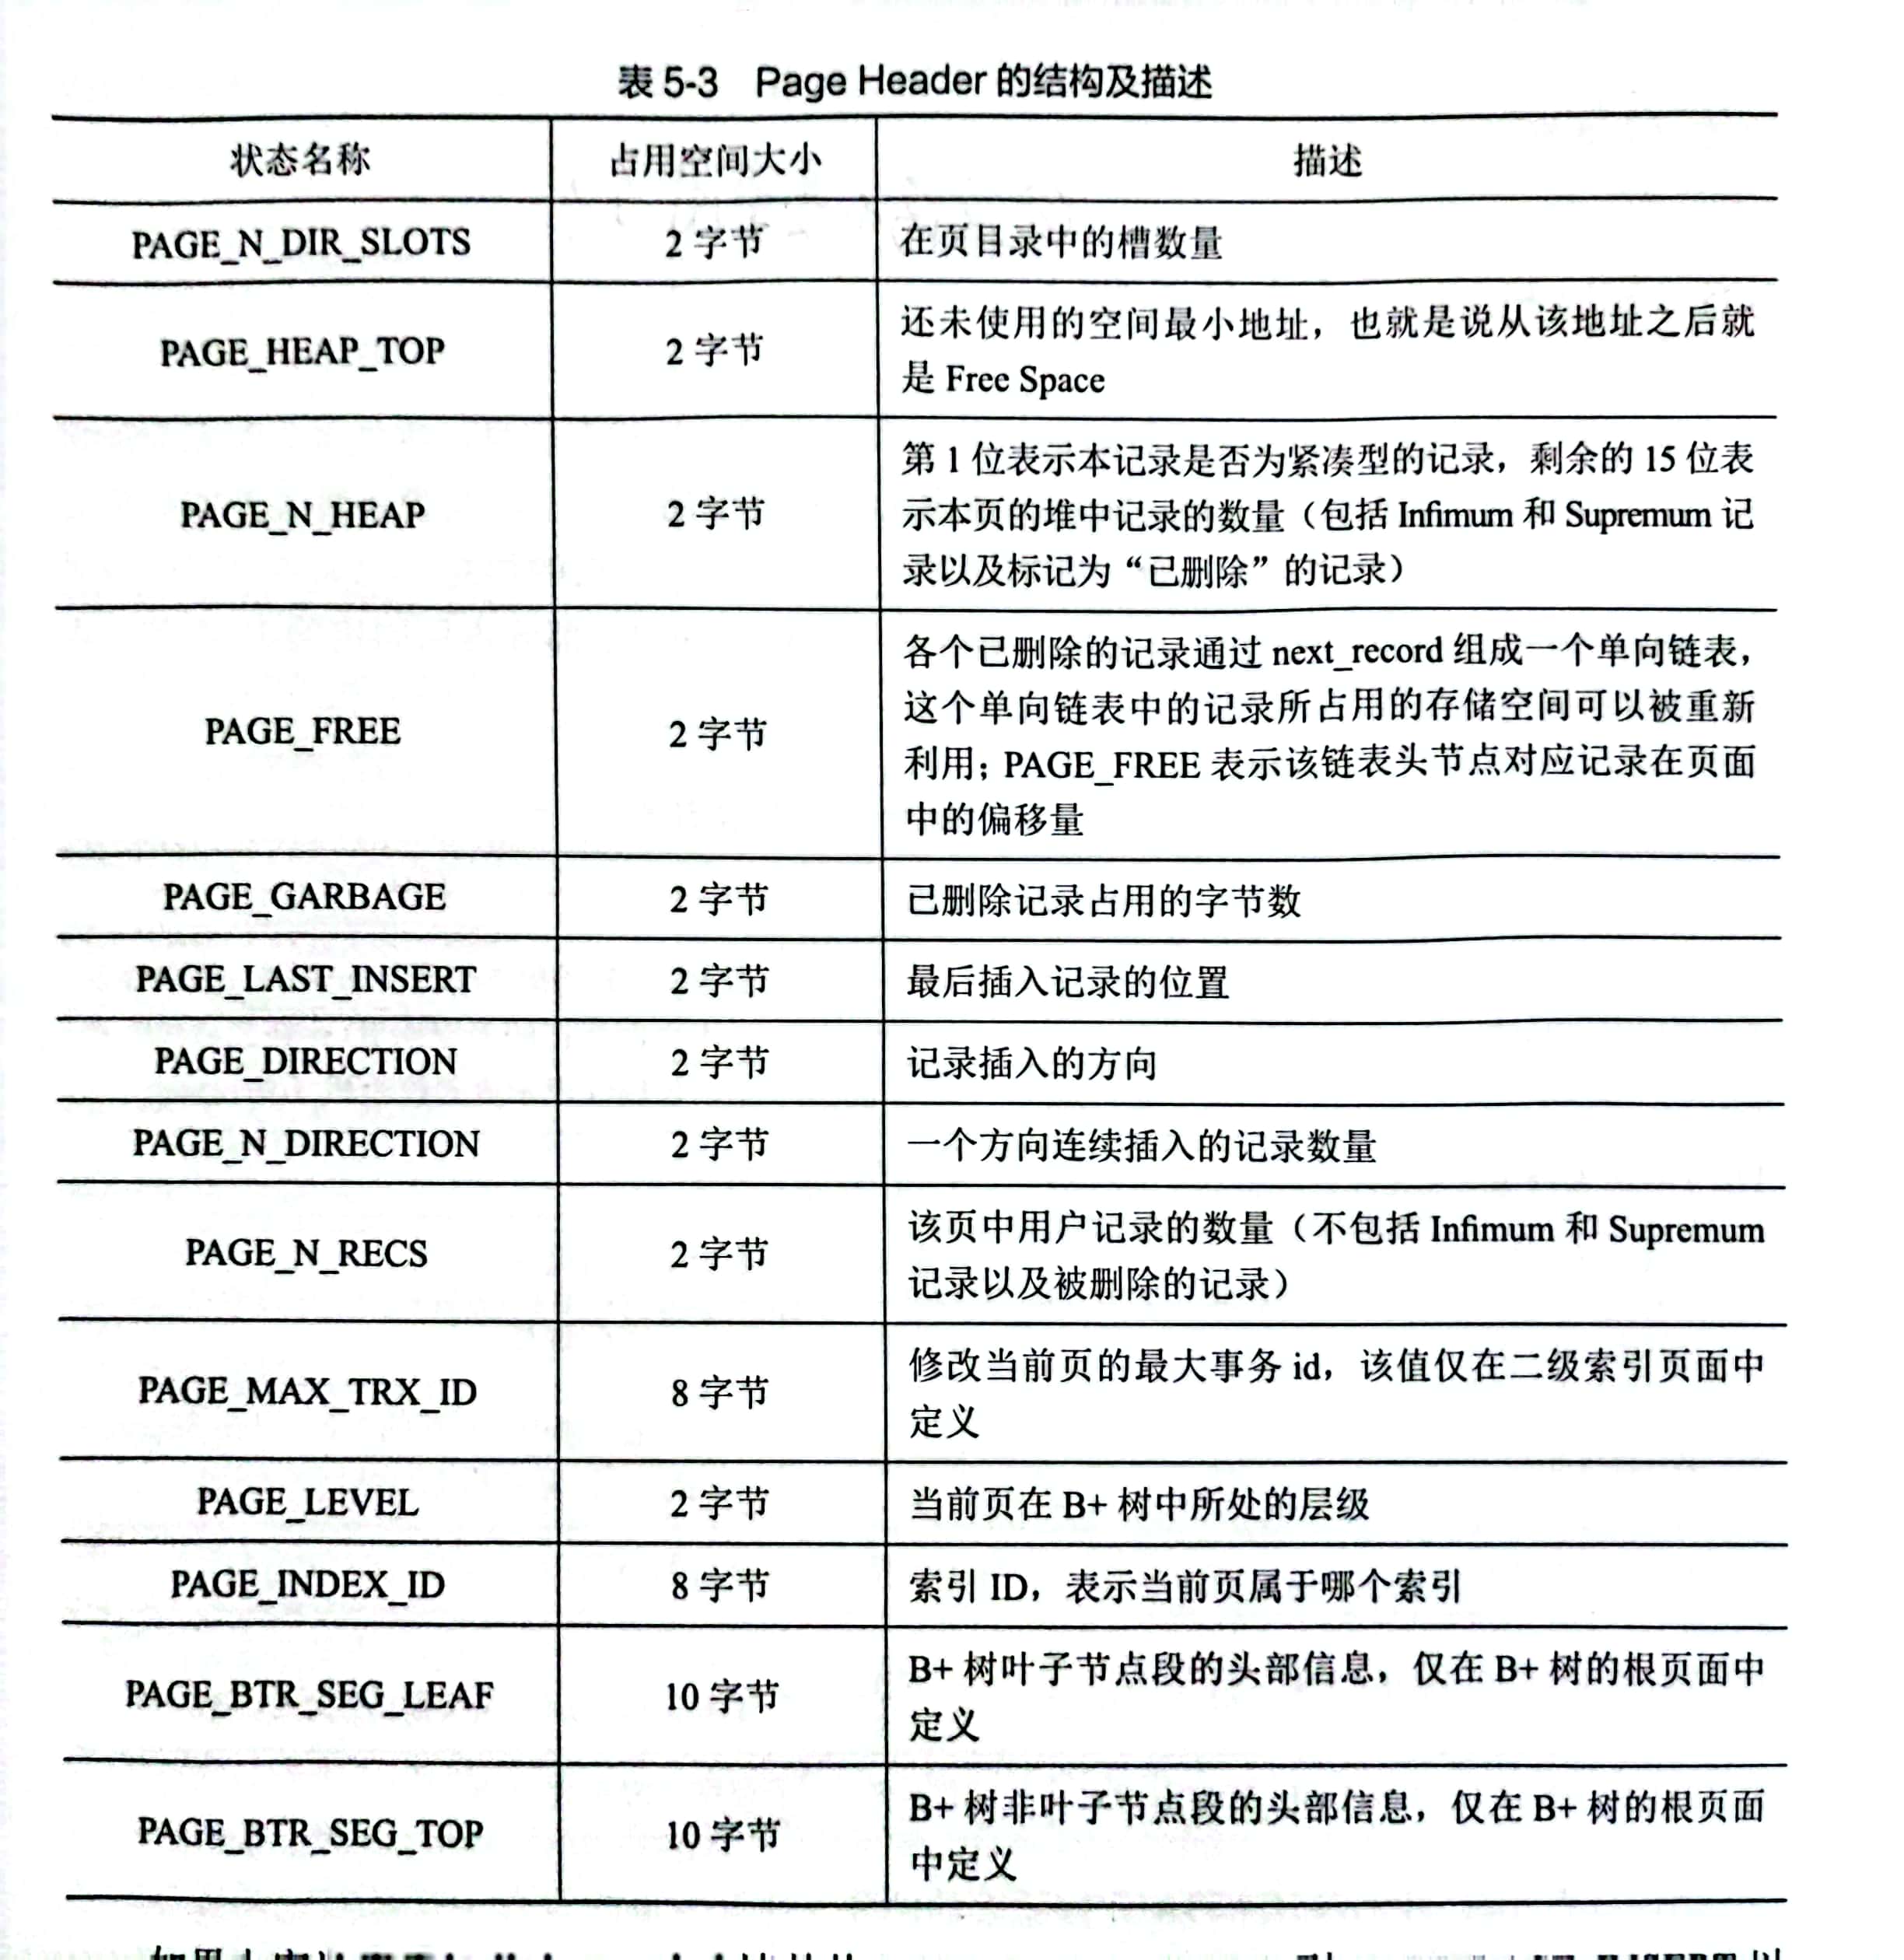 表 5-3 Page Header 的结构及描述
状态名称 占用空间大小 描述
PAGE_N_DIR_SLOTS 2 字节 在页目录中的槽数量
PAGE_HEAP_TOP 2 字节 还未使用的空间最小地址，也就是说从该地址之后就
是 Free Space
PAGE_N_HEAP 2 字节 第 1 位表示本记录是否为紧凑型的记录，剩余的 15 位表
示本页的堆中记录的数量（包括 Infimum 和 Supremum 记
录以及标记为“已删除”的记录）
PAGE_FREE 2 字节 各个已删除的记录通过 next_record 组成一个单向链表，
这个单向链表中的记录所占用的存储空间可以被重新
利用；PAGE_FREE 表示该链表头节点对应记录在页面
中的偏移量
PAGE_GARBAGE 2 字节 已删除记录占用的字节数
PAGE_LAST_INSERT 2 字节 最后插入记录的位置
PAGE_DIRECTION 2 字节 记录插入的方向
PAGE_N_DIRECTION 2 字节 一个方向连续插入的记录数量
PAGE_N_RECS 2 字节 该页中用户记录的数量（不包括 Infimum 和 Supremum
记录以及被删除的记录）
PAGE_MAX_TRX_ID 8 字节 修改当前页的最大事务 id，该值仅在二级索引页面中
定义
PAGE_LEVEL 2 字节 当前页在 B+ 树中所处的层级
PAGE_INDEX_ID 8 字节 索引 ID，表示当前页属于哪个索引
PAGE_BTR_SEG_LEAF 10 字节 B+ 树叶子节点段的头部信息，仅在 B+ 树的根页面中
定义
PAGE_BTR_SEG_TOP 10 字节 B+ 树非叶子节点段的头部信息，仅在 B+ 树的根页面
中定义